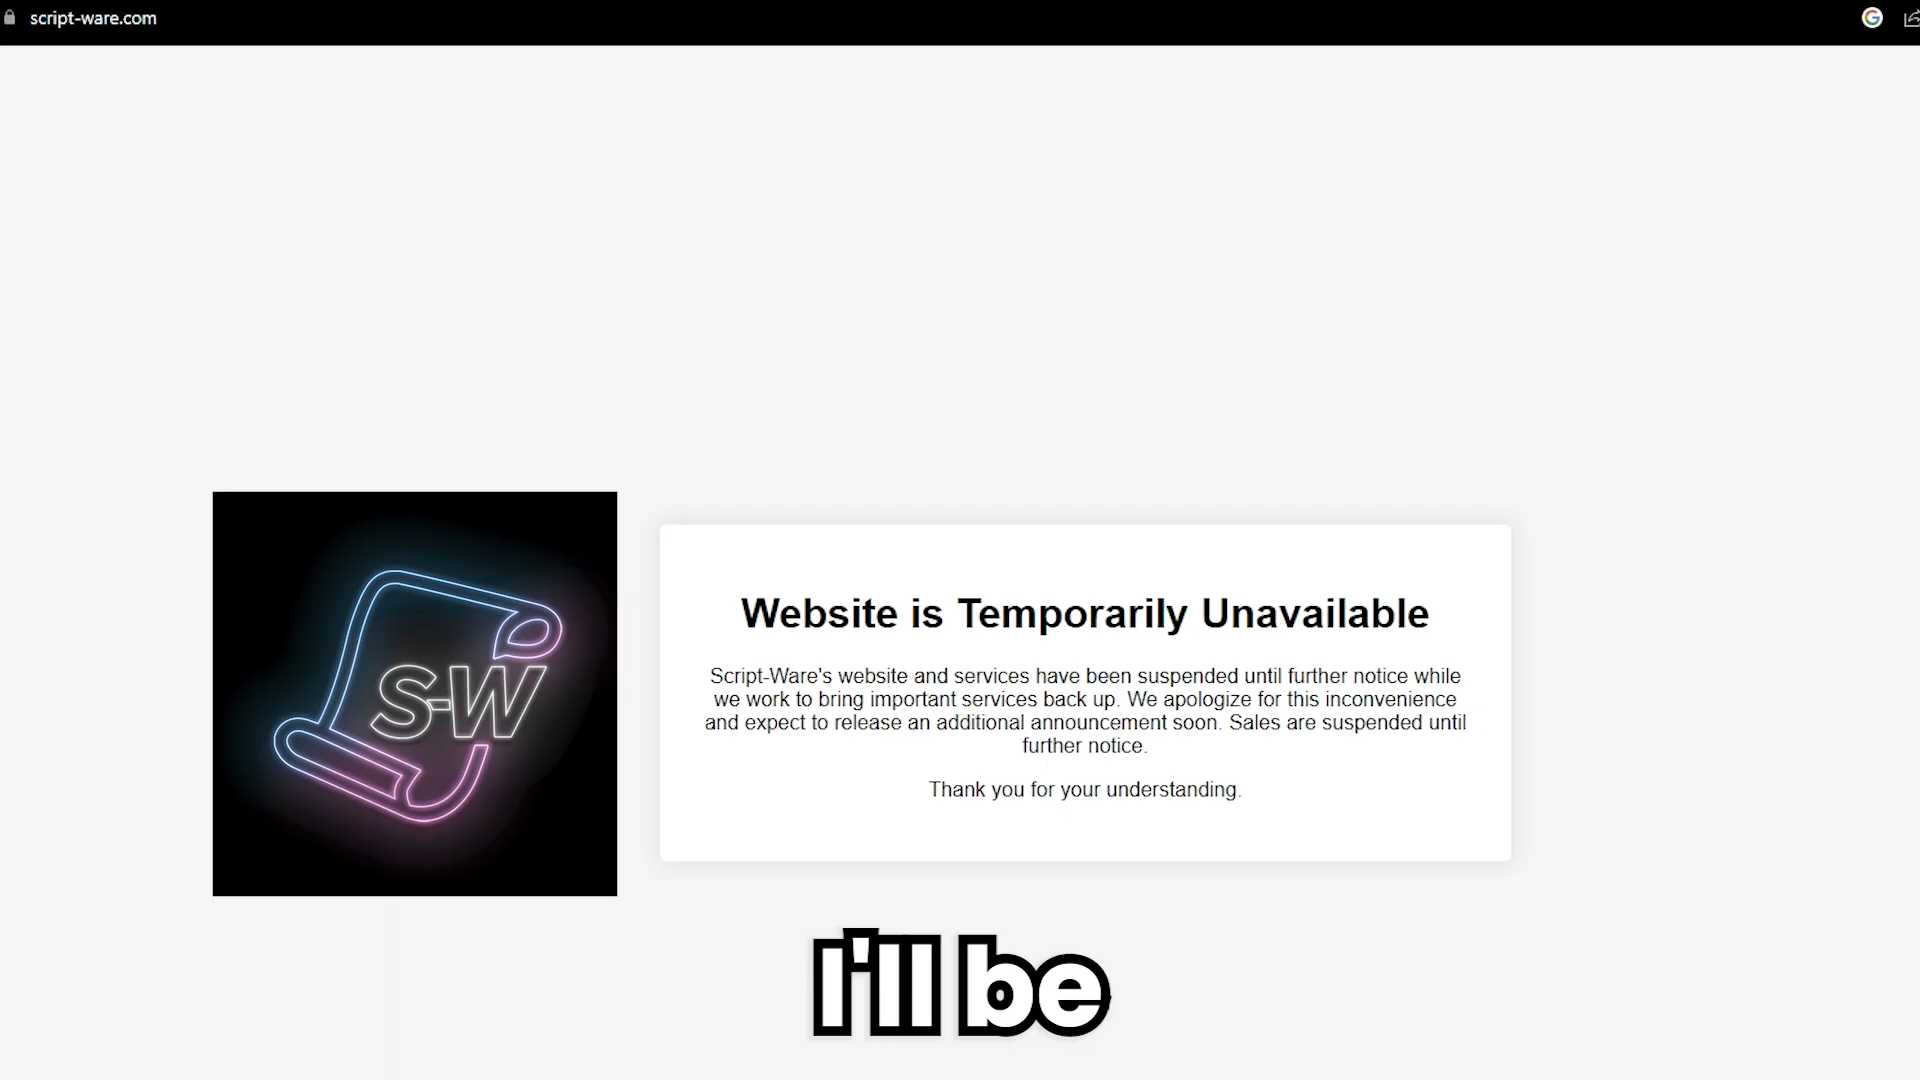 script-ware.com
S-W
Website is Temporarily Unavailable
Script-Ware's website and services have been suspended until further notice while
we work to bring important services back up. We apologize for this inconvenience
and expect to release an additional announcement soon. Sales are suspended until
further notice.
Thank you for your understanding.
I'll be